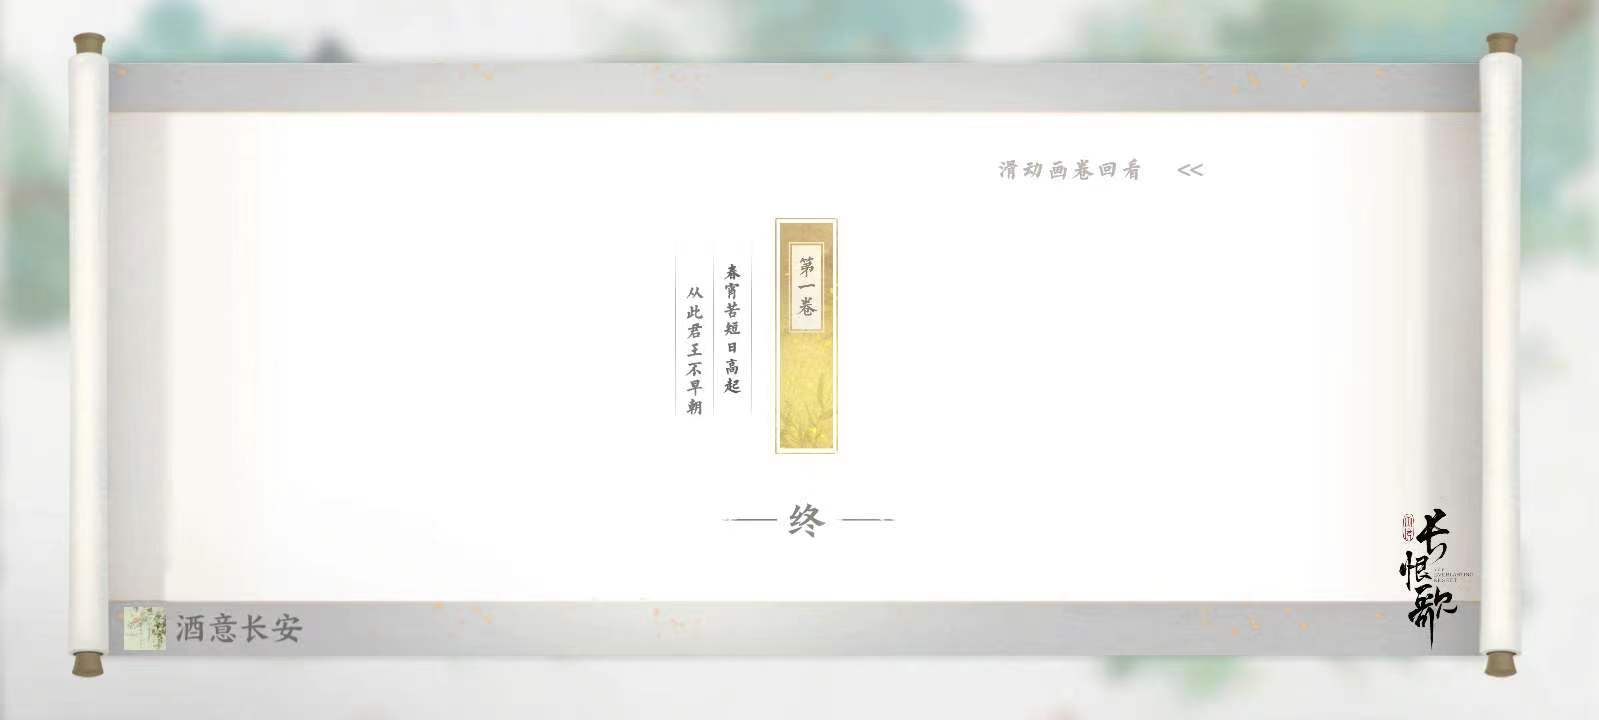 滑动画卷回看 <<
第一卷
春宵苦短日高起
从此君王不早朝
终
长恨歌
酒意长安